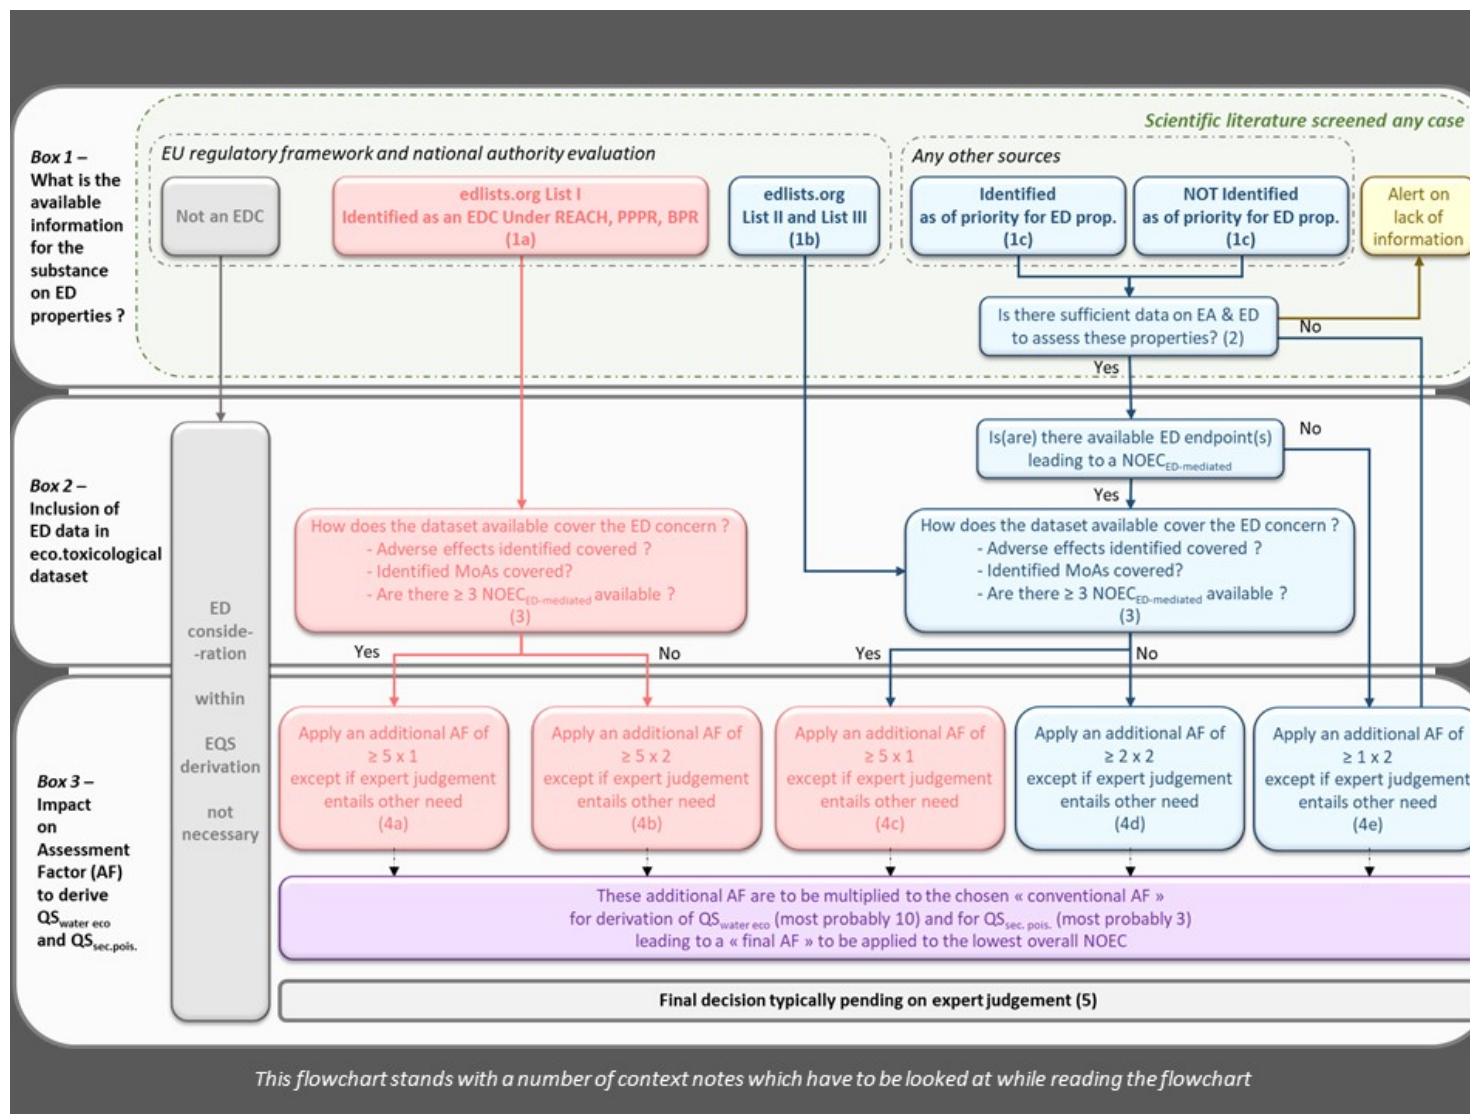 Scientific literature screened any case
Box 1 –
What is the
available
information
for the
substance
on ED
properties ?
EU regulatory framework and national authority evaluation
Any other sources
Not an EDC
edlists.org List I
Identified as an EDC Under REACH, PPPR, BPR
(1a)
edlists.org
List II and List III
(1b)
Identified
as of priority for ED prop.
(1c)
NOT Identified
as of priority for ED prop.
(1c)
Alert on
lack of
information
Is there sufficient data on EA & ED
to assess these properties? (2)
No
Yes
Box 2 –
Inclusion of
ED data in
eco.toxicological
dataset
Is(are) there available ED endpoint(s)
leading to a NOECED-mediated
No
Yes
How does the dataset available cover the ED concern ?
- Adverse effects identified covered ?
- Identified MoAs covered?
- Are there ≥ 3 NOECED-mediated available ?
(3)
How does the dataset available cover the ED concern ?
- Adverse effects identified covered ?
- Identified MoAs covered?
- Are there ≥ 3 NOECED-mediated available ?
(3)
Yes
No
Yes
No
ED
conside-
-ration
within
EQS
derivation
not
necessary
Box 3 –
Impact
on
Assessment
Factor (AF)
to derive
QSwater eco
and QSsec.pois.
Apply an additional AF of
≥ 5 x 1
except if expert judgement
entails other need
(4a)
Apply an additional AF of
≥ 5 x 2
except if expert judgement
entails other need
(4b)
Apply an additional AF of
≥ 5 x 1
except if expert judgement
entails other need
(4c)
Apply an additional AF of
≥ 2 x 2
except if expert judgement
entails other need
(4d)
Apply an additional AF of
≥ 1 x 2
except if expert judgement
entails other need
(4e)
These additional AF are to be multiplied to the chosen « conventional AF »
for derivation of QSwater eco (most probably 10) and for QSsec. pois. (most probably 3)
leading to a « final AF » to be applied to the lowest overall NOEC
Final decision typically pending on expert judgement (5)
This flowchart stands with a number of context notes which have to be looked at while reading the flowchart